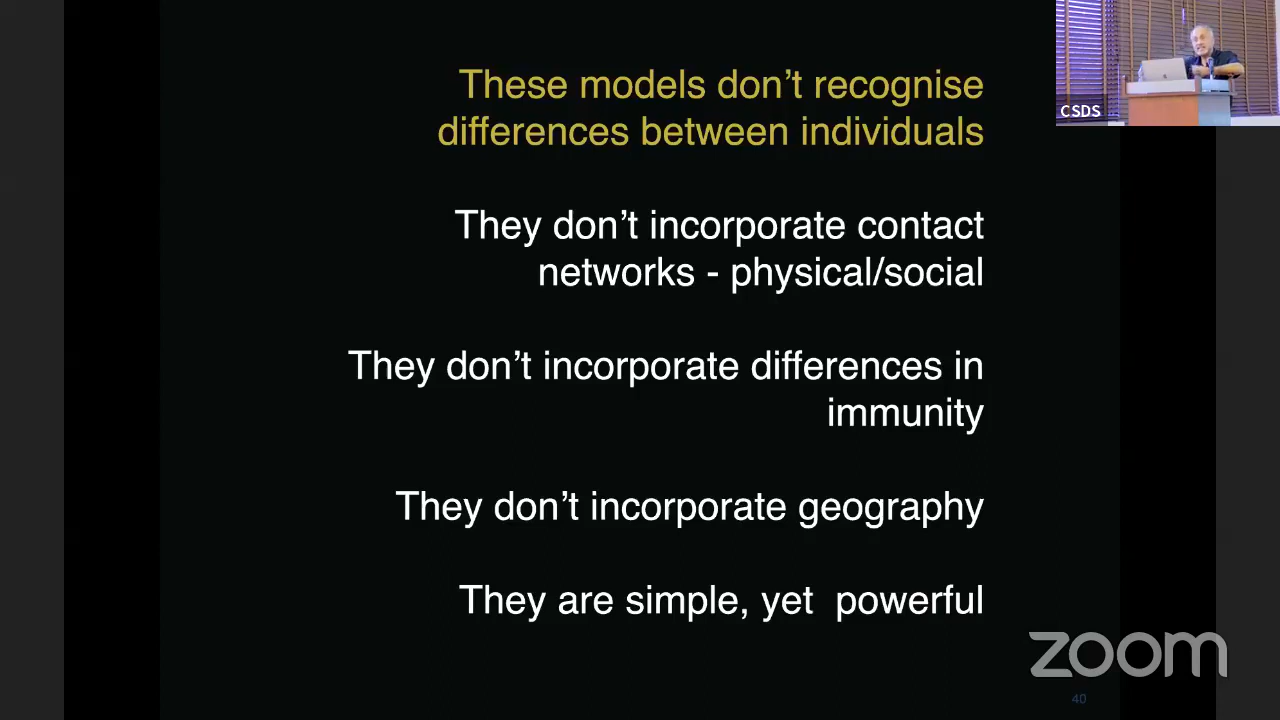 These models don't recognise
differences between individuals
They don't incorporate contact
networks - physical/social
They don't incorporate differences in
immunity
They don't incorporate geography
They are simple, yet  powerful
CSDS
zoom
40